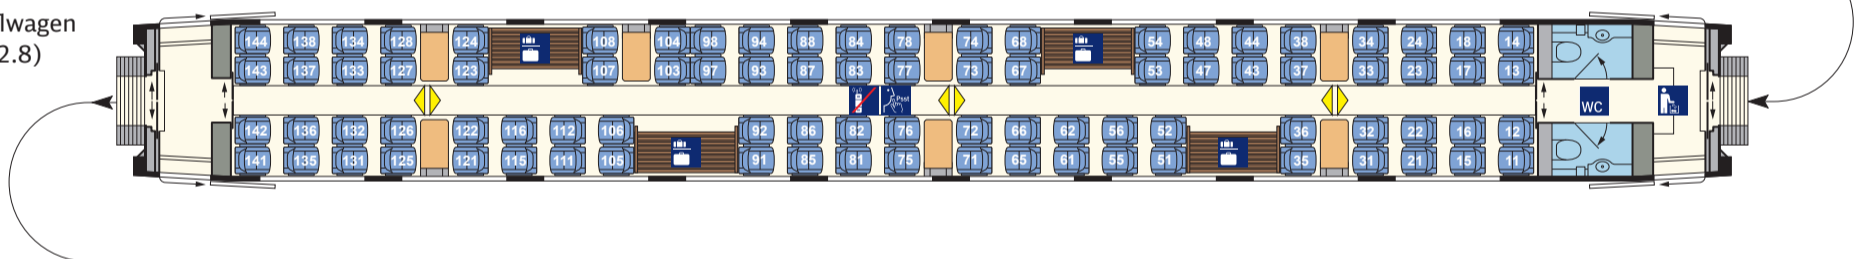 lwagen
2.8)
144 138 134 128 124 108 104 98 94 88 84 78 74 68 54 48 44 38 34 24 18 14
143 137 133 127 123 107 103 97 93 87 83 77 73 67 53 47 43 37 33 23 17 13
Psst
WC
142 136 132 126 122 116 112 106 92 86 82 76 72 66 62 56 52 36 32 22 16 12
141 135 131 125 121 115 111 105 91 85 81 75 71 65 61 55 51 35 31 21 15 11